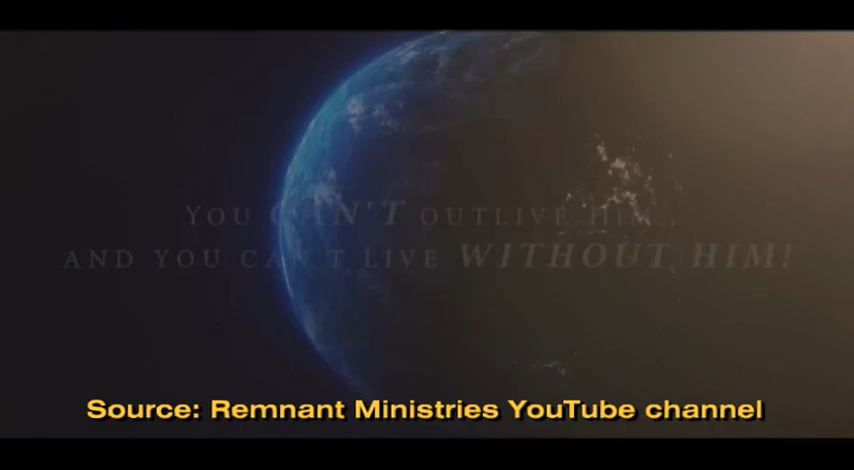 YOU CAN'T OUTLIVE HIM...
AND YOU CAN'T LIVE WITHOUT HIM!
Source: Remnant Ministries YouTube channel